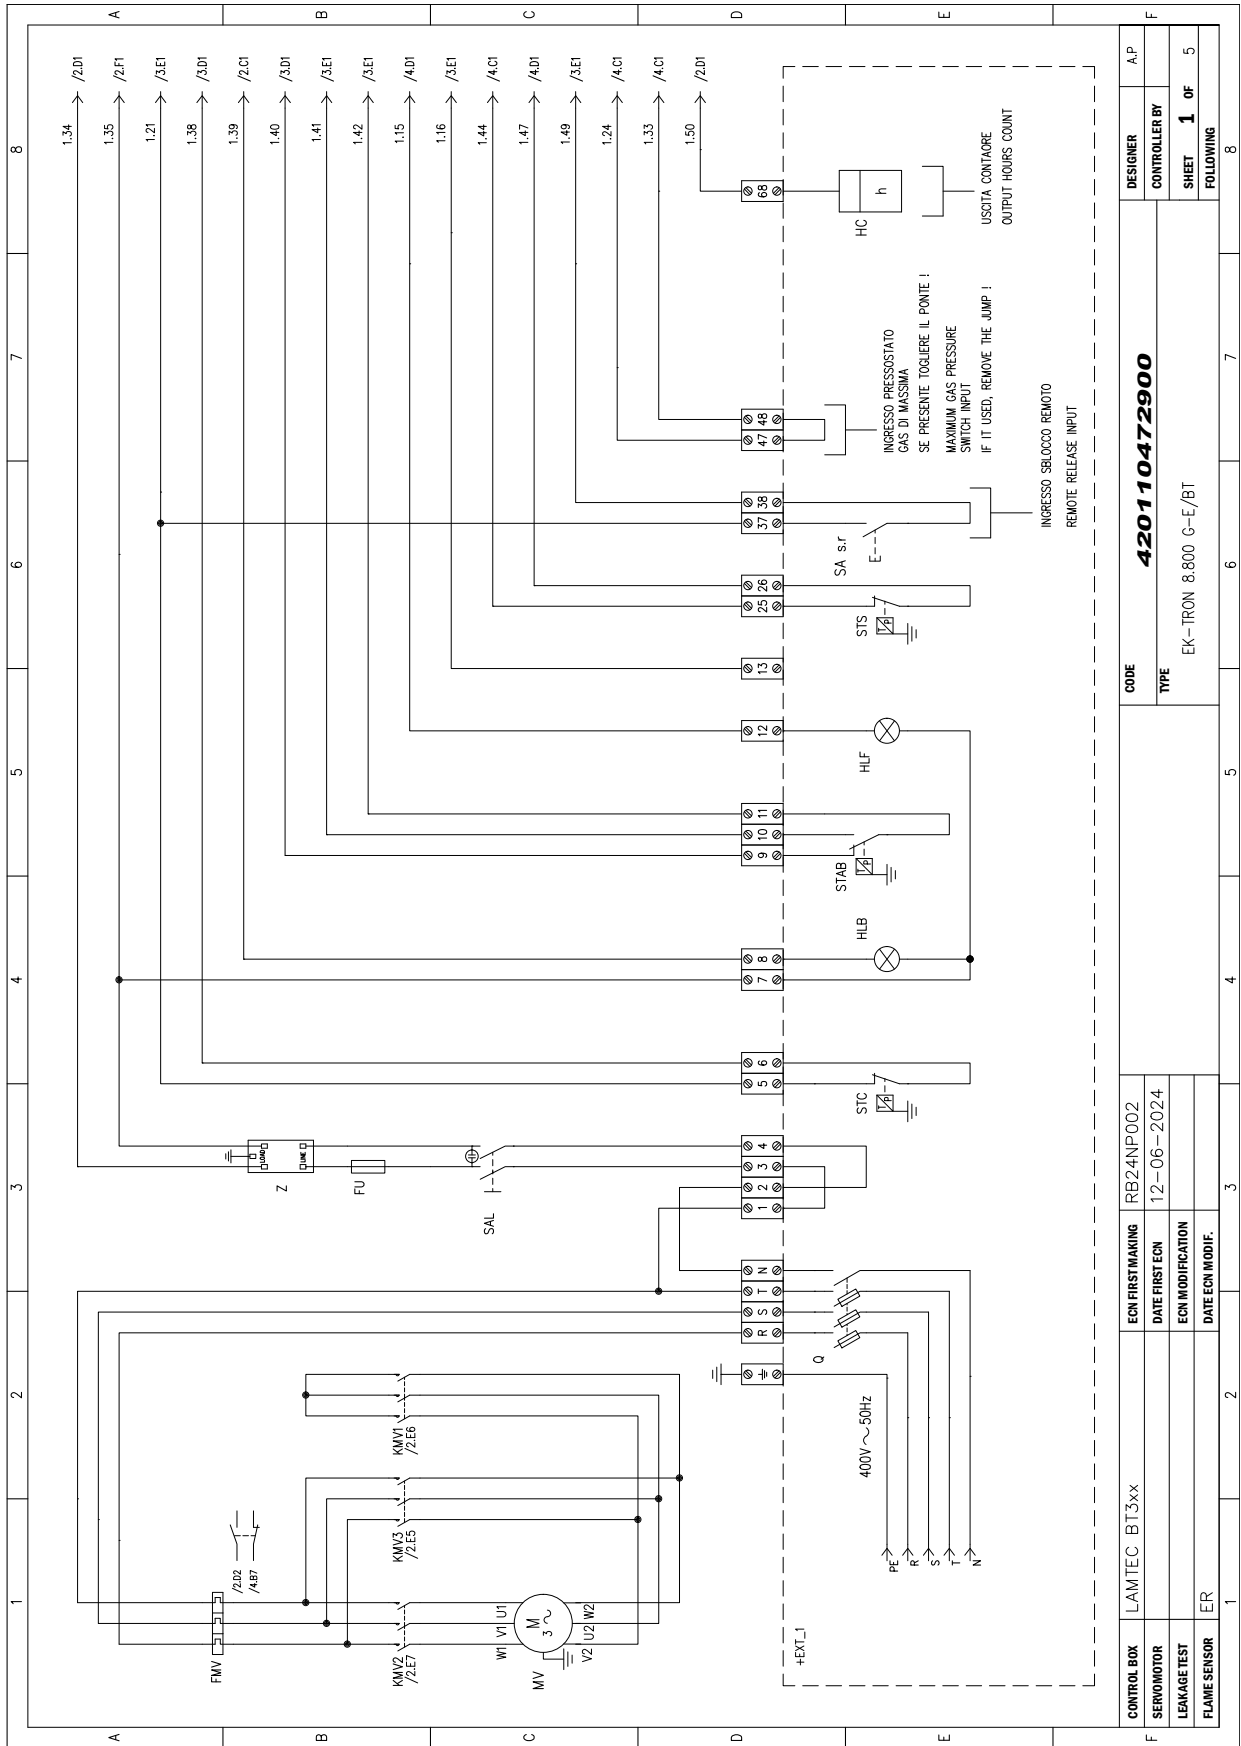 1 2 3 4 5 6 7 8
A B C D E F
1.34 /2.D1
1.35 /2.F1
1.21 /3.E1
1.38 /3.D1
1.39 /2.C1
1.40 /3.D1
1.41 /3.E1
1.42 /3.E1
1.15 /4.D1
1.16 /3.E1
1.44 /4.C1
1.47 /4.D1
1.49 /3.E1
1.24 /4.C1
1.33 /4.C1
1.50 /2.D1
FMV
/2.D2
/4.B7
KMV2
/2.E7
KMV3
/2.E5
KMV1
/2.E6
W1 V1 U1
M
3 ~
MV
V2 U2 W2
Z
LOAD
LINE
FU
SAL
R S T N
1 2 3 4
5 6
7 8
9 10 11
12
13
25 26
37 38
47 48
68
+EXT_1
Q
400V ~ 50Hz
PE
R
S
T
N
STC
T/P
HLB
STAB
T/P
HLF
STS
T/P
SA s.r
E
INGRESSO SBLOCCO REMOTO
REMOTE RELEASE INPUT
INGRESSO PRESSOSTATO
GAS DI MASSIMA
SE PRESENTE TOGLIERE IL PONTE !
MAXIMUM GAS PRESSURE
SWITCH INPUT
IF IT USED, REMOVE THE JUMP !
HC
h
USCITA CONTAORE
OUTPUT HOURS COUNT
CONTROL BOX LAMTEC BT3xx
SERVOMOTOR
LEAKAGE TEST
FLAME SENSOR ER
ECN FIRST MAKING RB24NP002
DATE FIRST ECN 12-06-2024
ECN MODIFICATION
DATE ECN MODIF.
CODE 420110472900
TYPE
EK-TRON 8.800 G-E/BT
DESIGNER A.P
CONTROLLER BY
SHEET 1 OF 5
FOLLOWING
1 2 3 4 5 6 7 8
A B C D E F